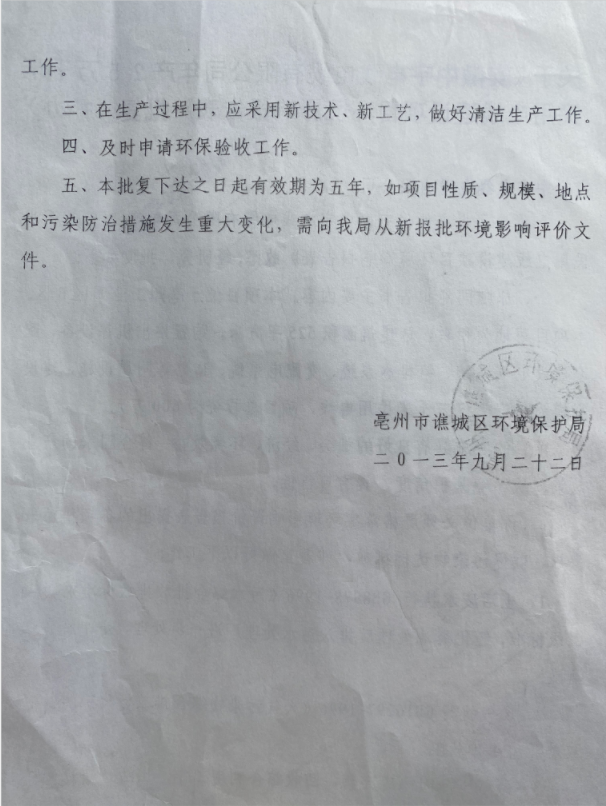 工作。
三、在生产过程中，应采用新技术、新工艺，做好清洁生产工作。
四、及时申请环保验收工作。
五、本批复下达之日起有效期为五年，如项目性质、规模、地点
和污染防治措施发生重大变化，需向我局从新报批环境影响评价文
件。
亳州市谯城区环境保护局
二0一三年九月二十二日